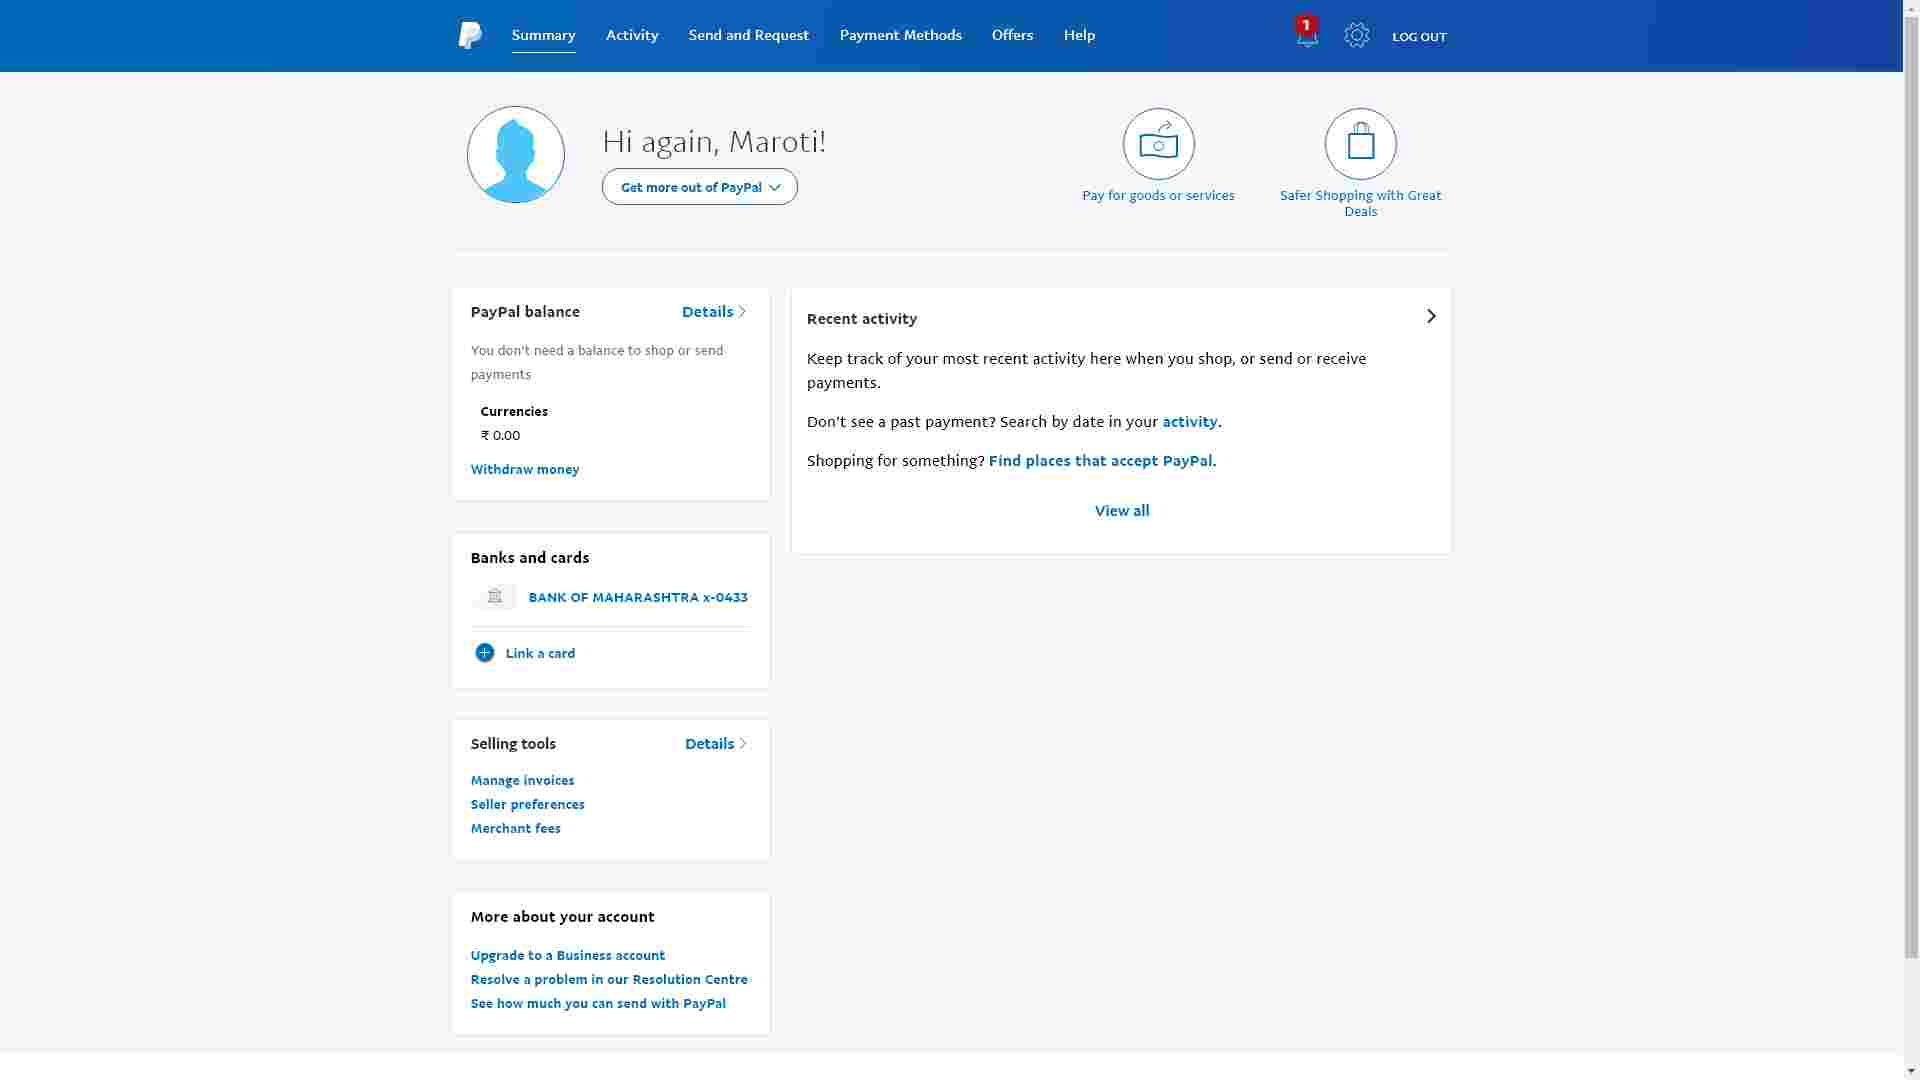 Summary Activity Send and Request Payment Methods Offers Help 1 LOG OUT
Hi again, Maroti!
Get more out of PayPal
Pay for goods or services
Safer Shopping with Great
Deals
PayPal balance Details
You don't need a balance to shop or send
payments
Currencies
₹ 0.00
Withdraw money
Recent activity
Keep track of your most recent activity here when you shop, or send or receive
payments.
Don't see a past payment? Search by date in your activity.
Shopping for something? Find places that accept PayPal.
View all
Banks and cards
BANK OF MAHARASHTRA x-0433
Link a card
Selling tools Details
Manage invoices
Seller preferences
Merchant fees
More about your account
Upgrade to a Business account
Resolve a problem in our Resolution Centre
See how much you can send with PayPal